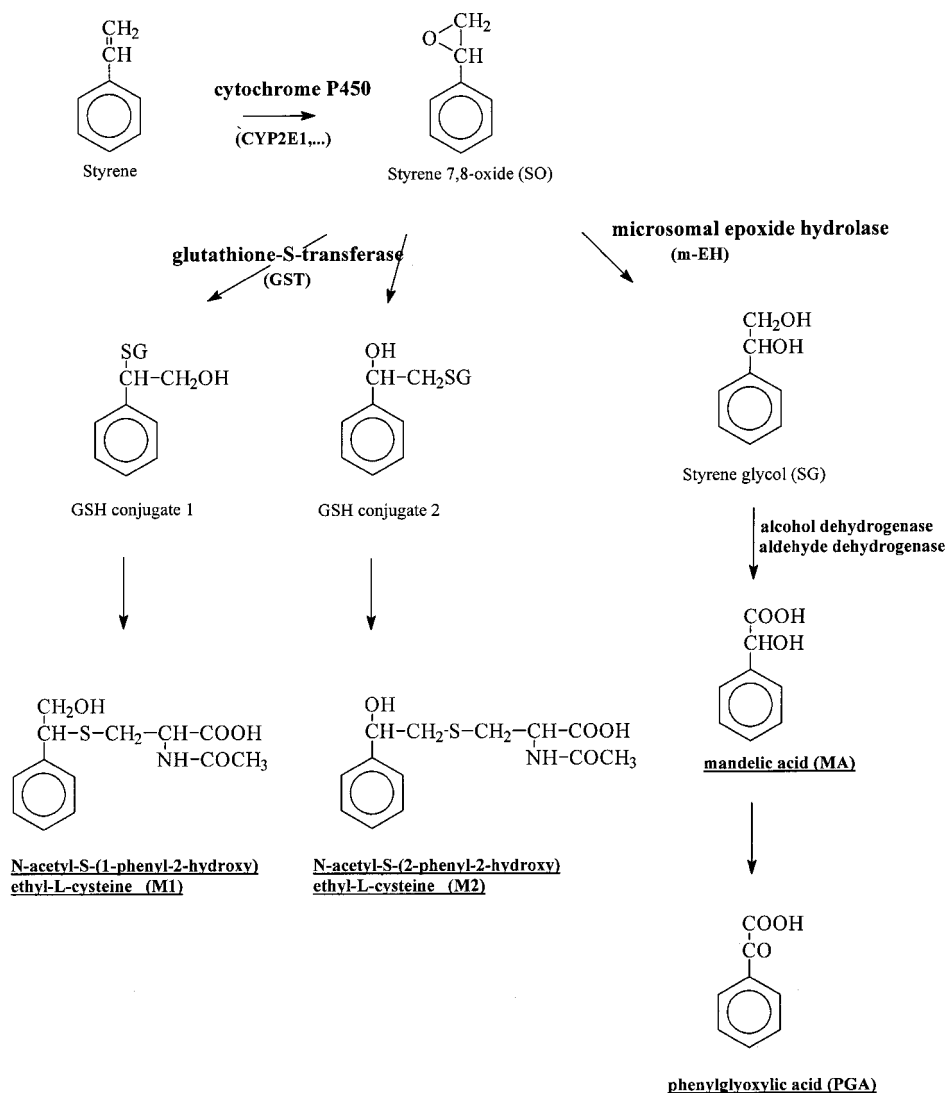 CH₂
CH
Styrene
cytochrome P450
(CYP2E1,...)
CH₂
O
CH
Styrene 7,8-oxide (SO)
glutathione-S-transferase
(GST)
microsomal epoxide hydrolase
(m-EH)
SG
CH-CH₂OH
GSH conjugate 1
OH
CH-CH₂SG
GSH conjugate 2
CH₂OH
CHOH
Styrene glycol (SG)
alcohol dehydrogenase
aldehyde dehydrogenase
CH₂OH
CH-S-CH₂-CH-COOH
NH-COCH₃
N-acetyl-S-(1-phenyl-2-hydroxy)
ethyl-L-cysteine (M1)
OH
CH-CH₂-S-CH₂-CH-COOH
NH-COCH₃
N-acetyl-S-(2-phenyl-2-hydroxy)
ethyl-L-cysteine (M2)
COOH
CHOH
mandelic acid (MA)
COOH
CO
phenylglyoxylic acid (PGA)